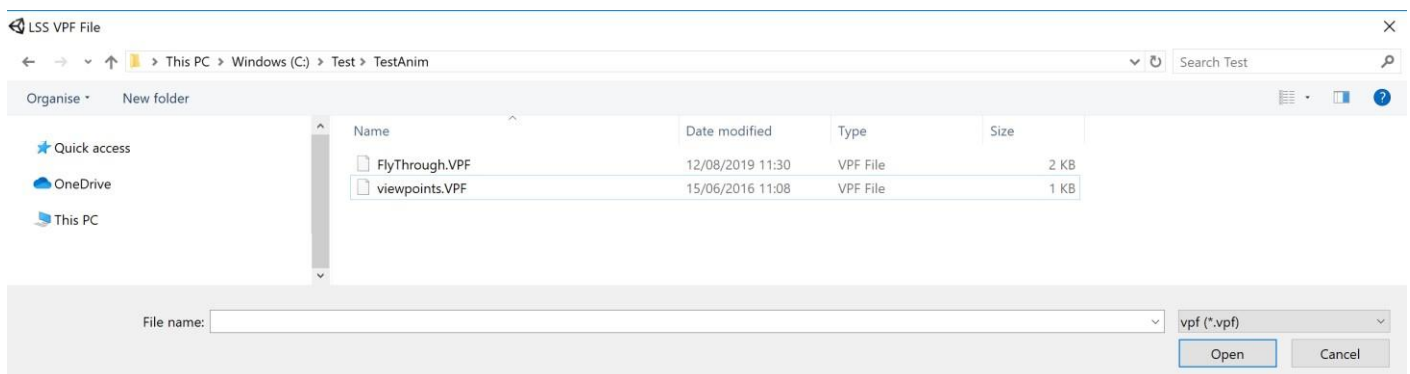 LSS VPF File
This PC > Windows (C:) > Test > TestAnim
Search Test
Organise New folder
Quick access
OneDrive
This PC
Name Date modified Type Size
FlyThrough.VPF 12/08/2019 11:30 VPF File 2 KB
viewpoints.VPF 15/06/2016 11:08 VPF File 1 KB
File name:
vpf (*.vpf)
Open Cancel